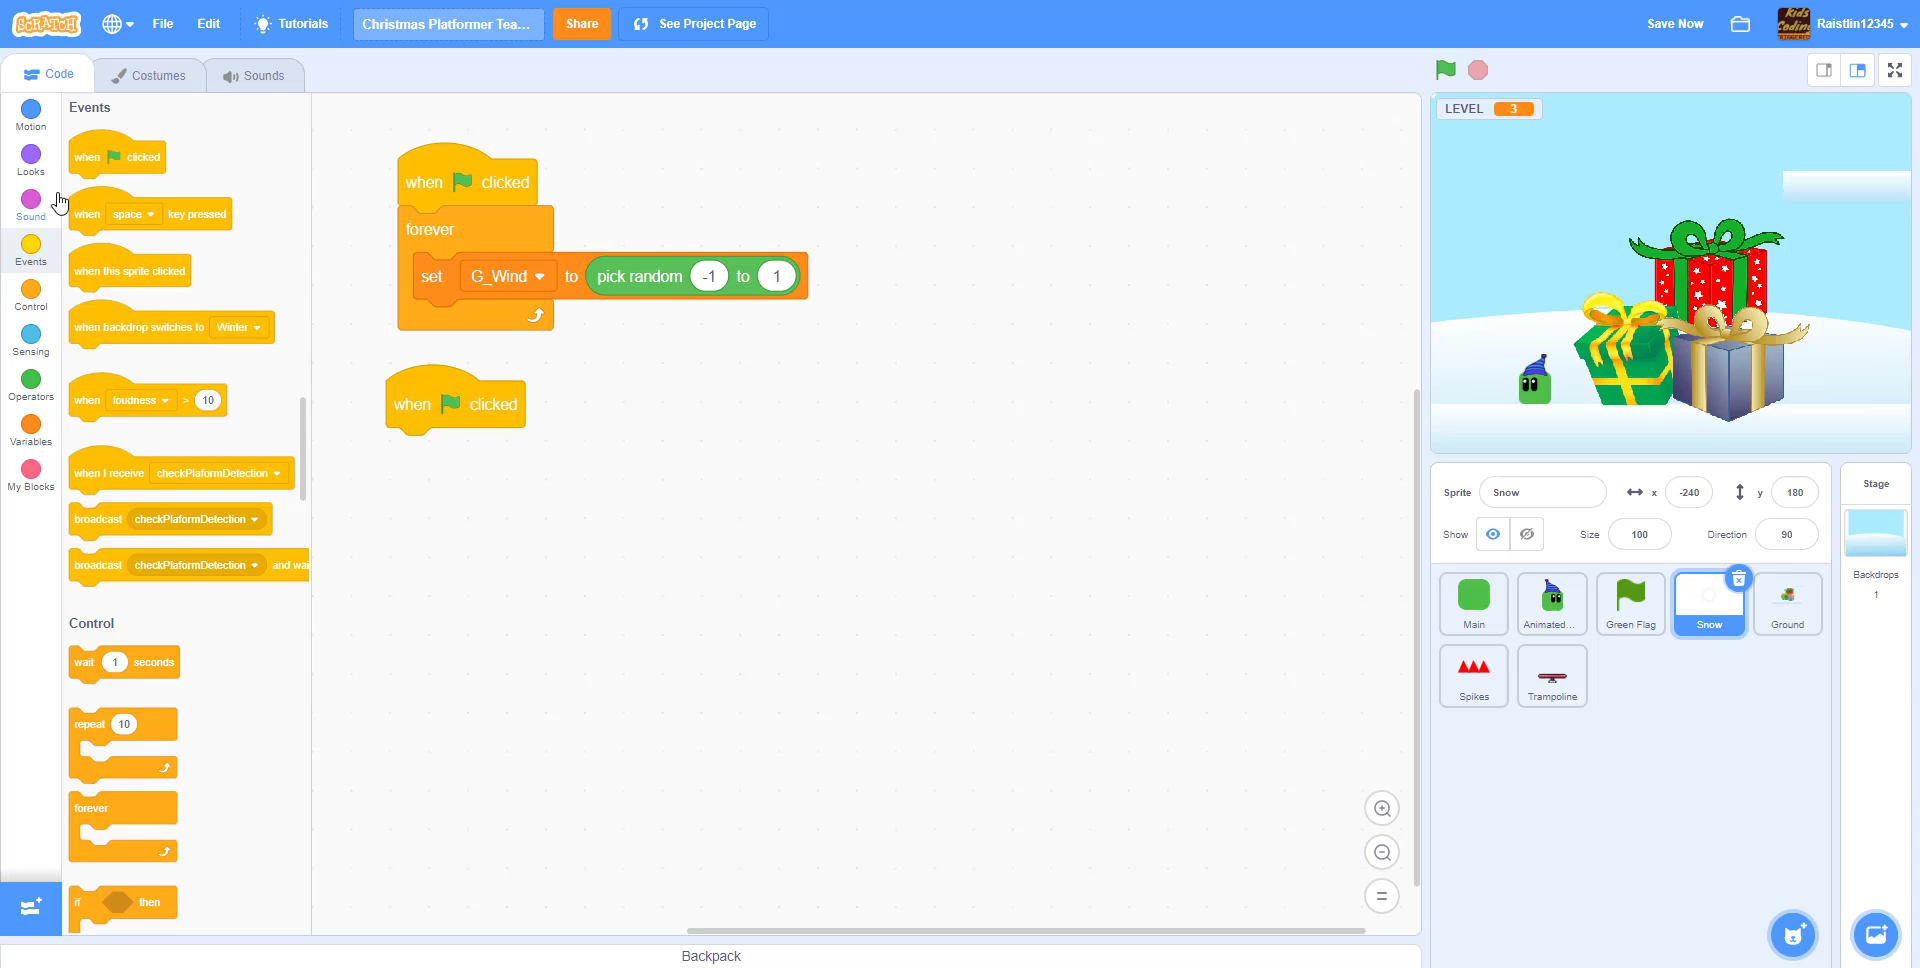 SCRATCH
File
Edit
Tutorials
Christmas Platformer Tea...
Share
See Project Page
Save Now
Kids Coding
Raistlin12345
Code
Costumes
Sounds
Motion
Looks
Sound
Events
Control
Sensing
Operators
Variables
My Blocks
Events
when clicked
when space key pressed
when this sprite clicked
when backdrop switches to Winter
when loudness > 10
when I receive checkPlaformDetection
broadcast checkPlaformDetection
broadcast checkPlaformDetection and wai
Control
wait 1 seconds
repeat 10
forever
if then
when clicked
forever
set G_Wind to pick random -1 to 1
when clicked
Backpack
LEVEL 3
Sprite Snow x -240 y 180
Show Size 100 Direction 90
Main
Animated...
Green Flag
Snow
Ground
Spikes
Trampoline
Stage
Backdrops
1